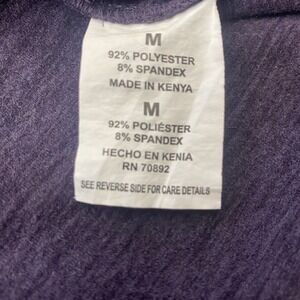 M
92% POLYESTER
8% SPANDEX
MADE IN KENYA
M
92% POLIÉSTER
8% SPANDEX
HECHO EN KENIA
RN 70892
SEE REVERSE SIDE FOR CARE DETAILS